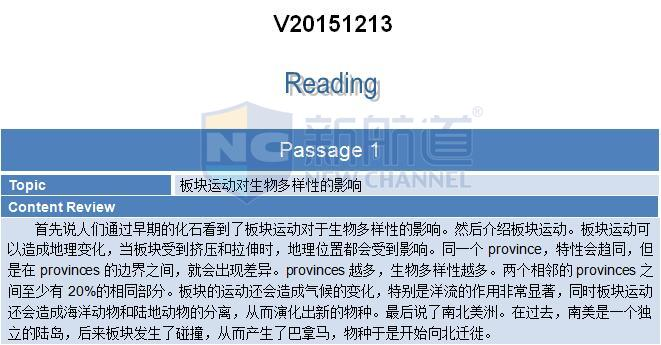 V20151213
Reading
NC 新航道®
NEW CHANNEL
Passage 1
Topic 板块运动对生物多样性的影响
Content Review
首先说人们通过早期的化石看到了板块运动对于生物多样性的影响。然后介绍板块运动。板块运动可
以造成地理变化，当板块受到挤压和拉伸时，地理位置都会受到影响。同一个 province，特性会趋同，但
是在 provinces 的边界之间，就会出现差异。provinces 越多，生物多样性越多。两个相邻的 provinces 之
间至少有 20%的相同部分。板块的运动还会造成气候的变化，特别是洋流的作用非常显著，同时板块运动
还会造成海洋动物和陆地动物的分离，从而演化出新的物种。最后说了南北美洲。在过去，南美是一个独
立的陆岛，后来板块发生了碰撞，从而产生了巴拿马，物种于是开始向北迁徙。